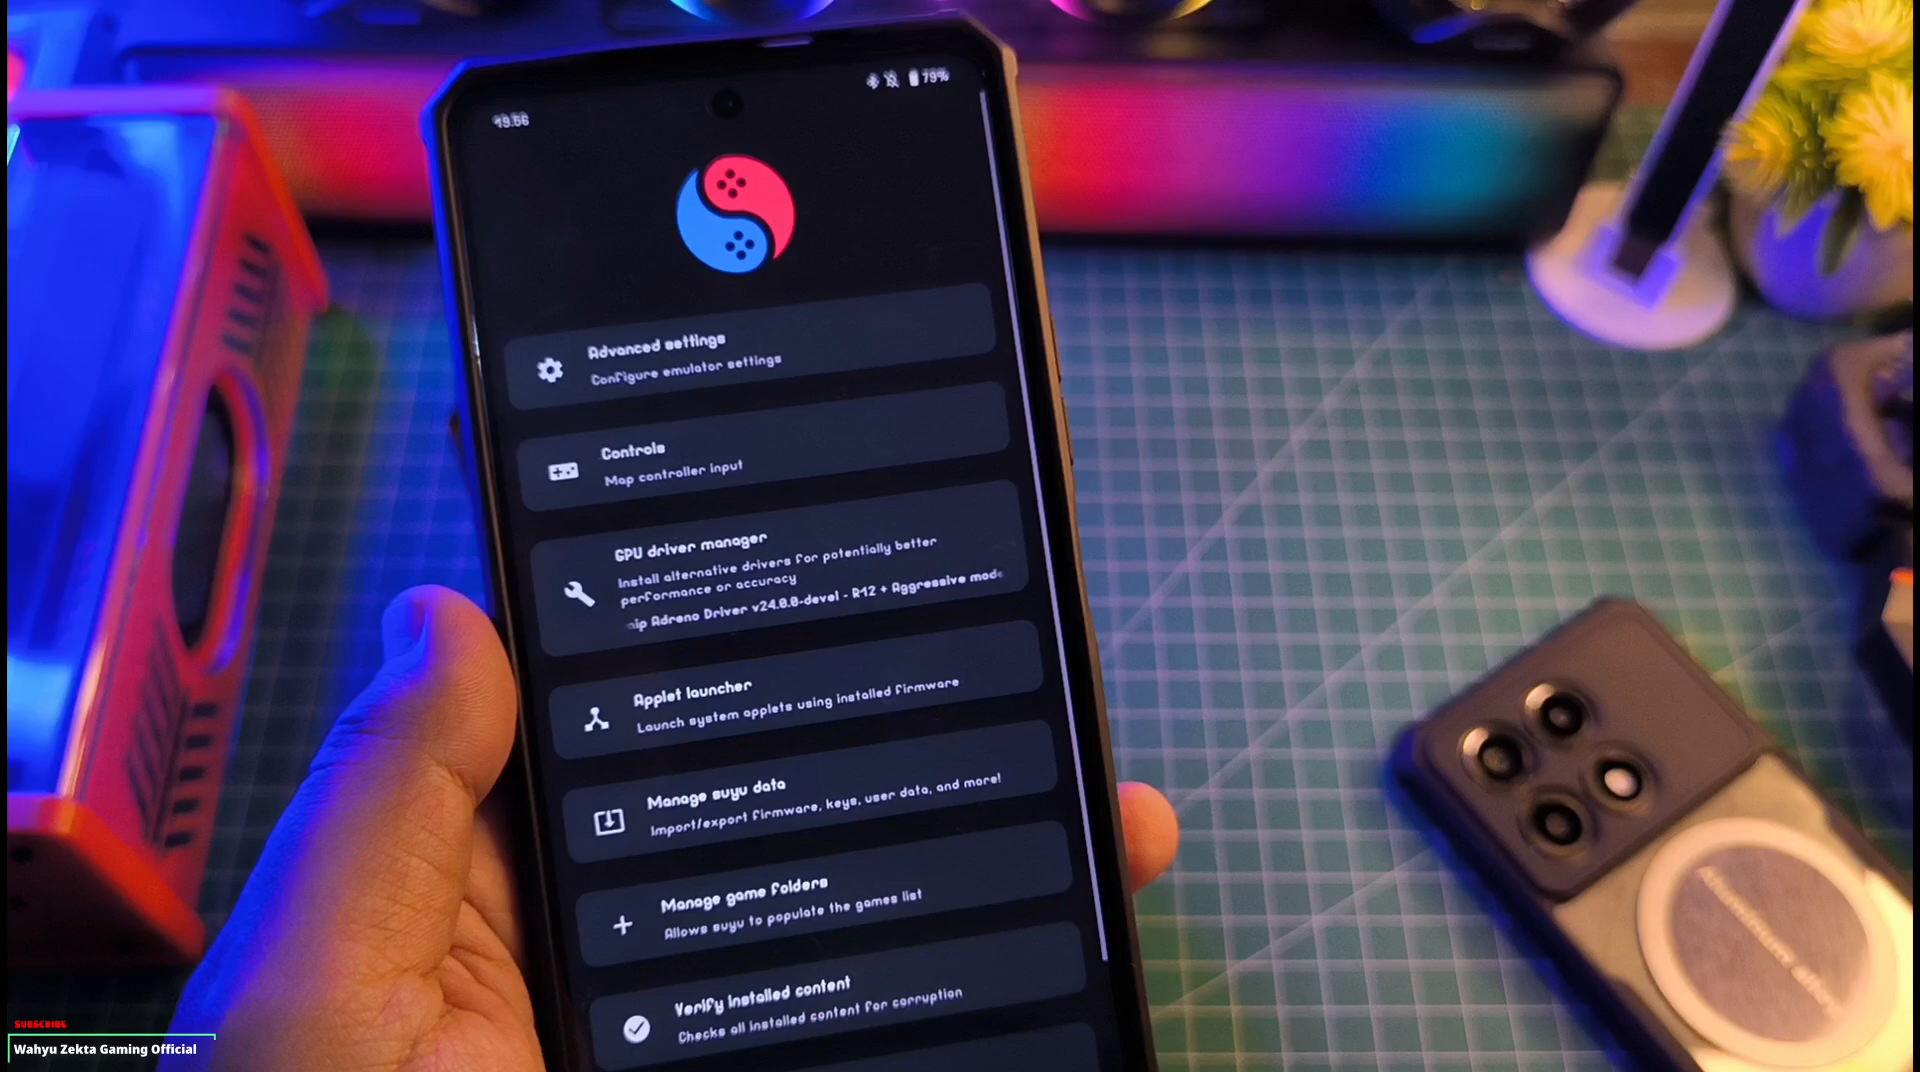 19.56
79%
Advanced settings
Configure emulator settings
Controls
Map controller input
GPU driver manager
Install alternative drivers for potentially better
performance or accuracy
Adreno Driver v24.0.0-devel - R12 + Aggressive mode
Applet launcher
Launch system applets using installed firmware
Manage suyu data
Import/export firmware, keys, user data, and more!
Manage game folders
Allows suyu to populate the games list
Verify installed content
Checks all installed content for corruption
SUBSCRIBE
Wahyu Zekta Gaming Official